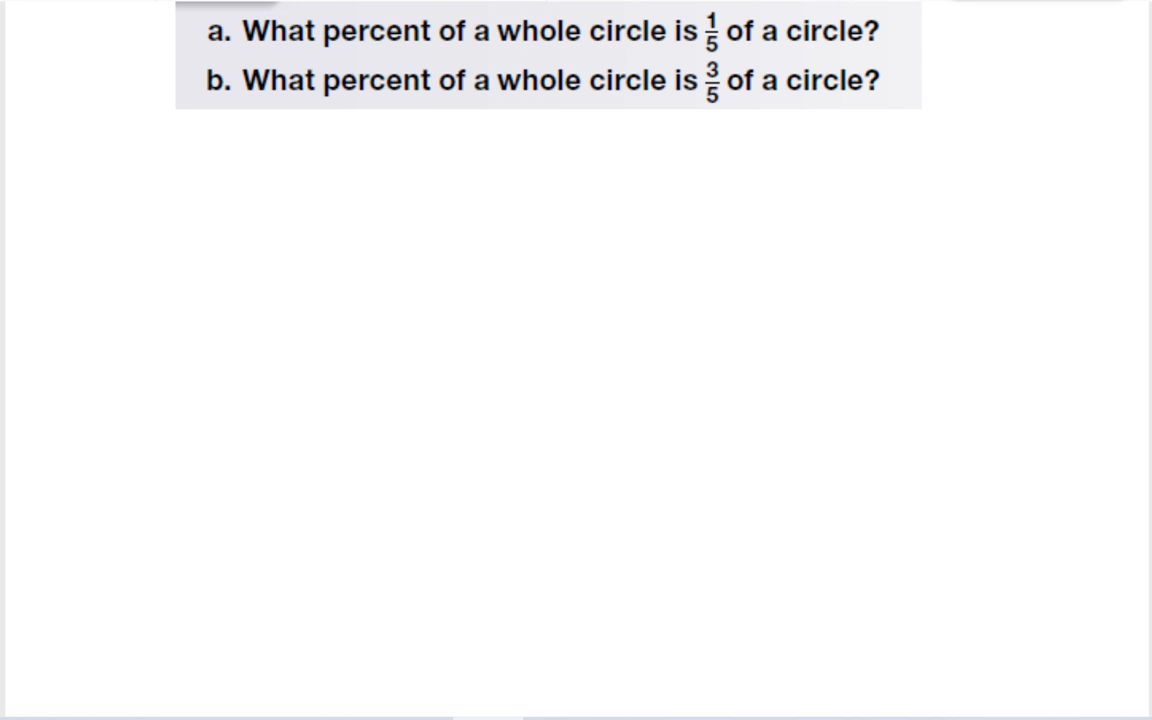 a. What percent of a whole circle is 1/5 of a circle?
b. What percent of a whole circle is 3/5 of a circle?